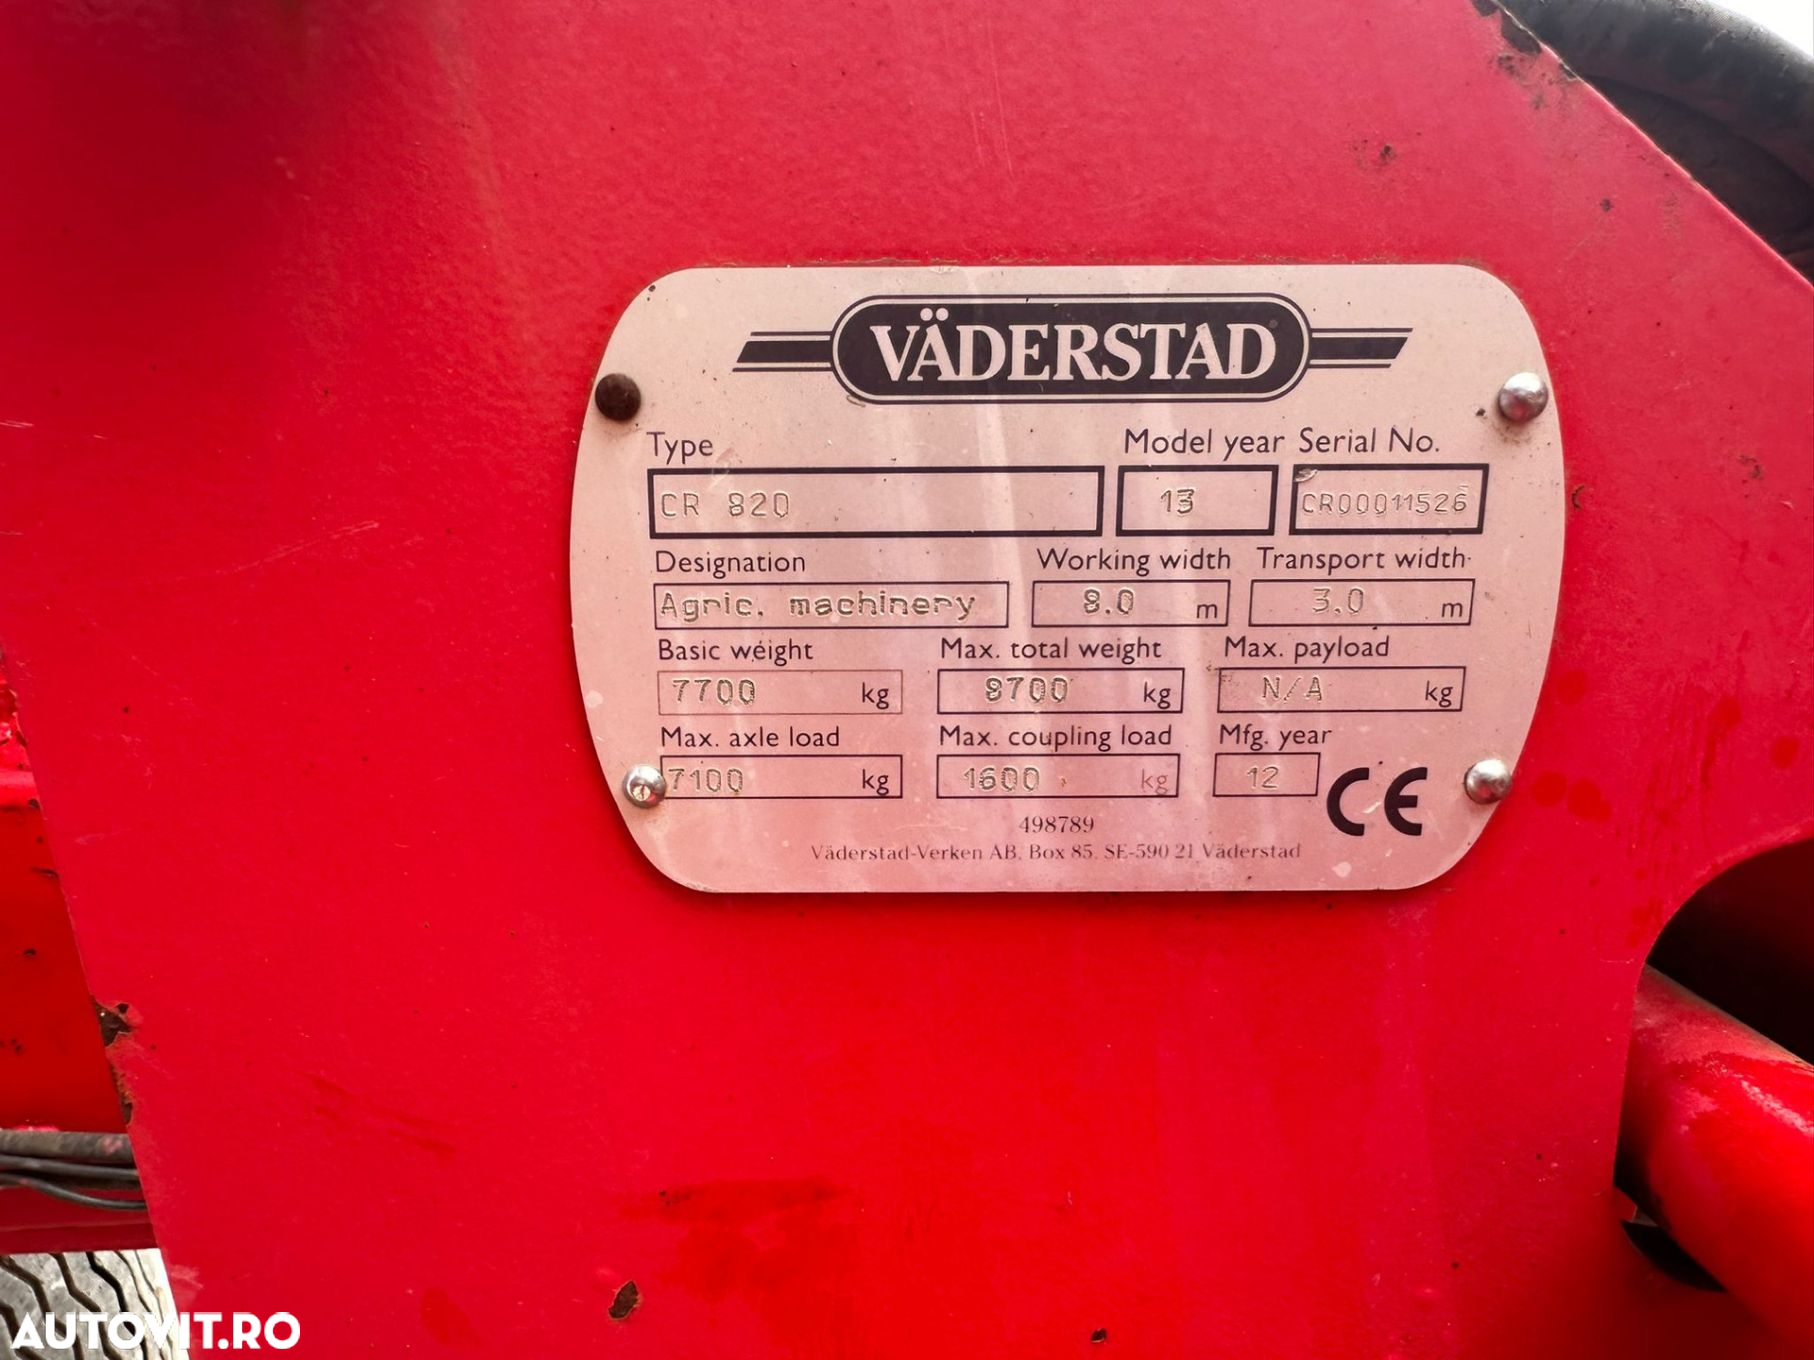 VÄDERSTAD
Type Model year Serial No.
CR 820 13 CR00011526
Designation Working width Transport width
Agric. machinery 8.0 m 3.0 m
Basic weight Max. total weight Max. payload
7700 kg 8700 kg N/A kg
Max. axle load Max. coupling load Mfg. year
7100 kg 1600 kg 12 CE
498789
Väderstad-Verken AB, Box 85, SE-590 21 Väderstad
AUTOVIT.RO